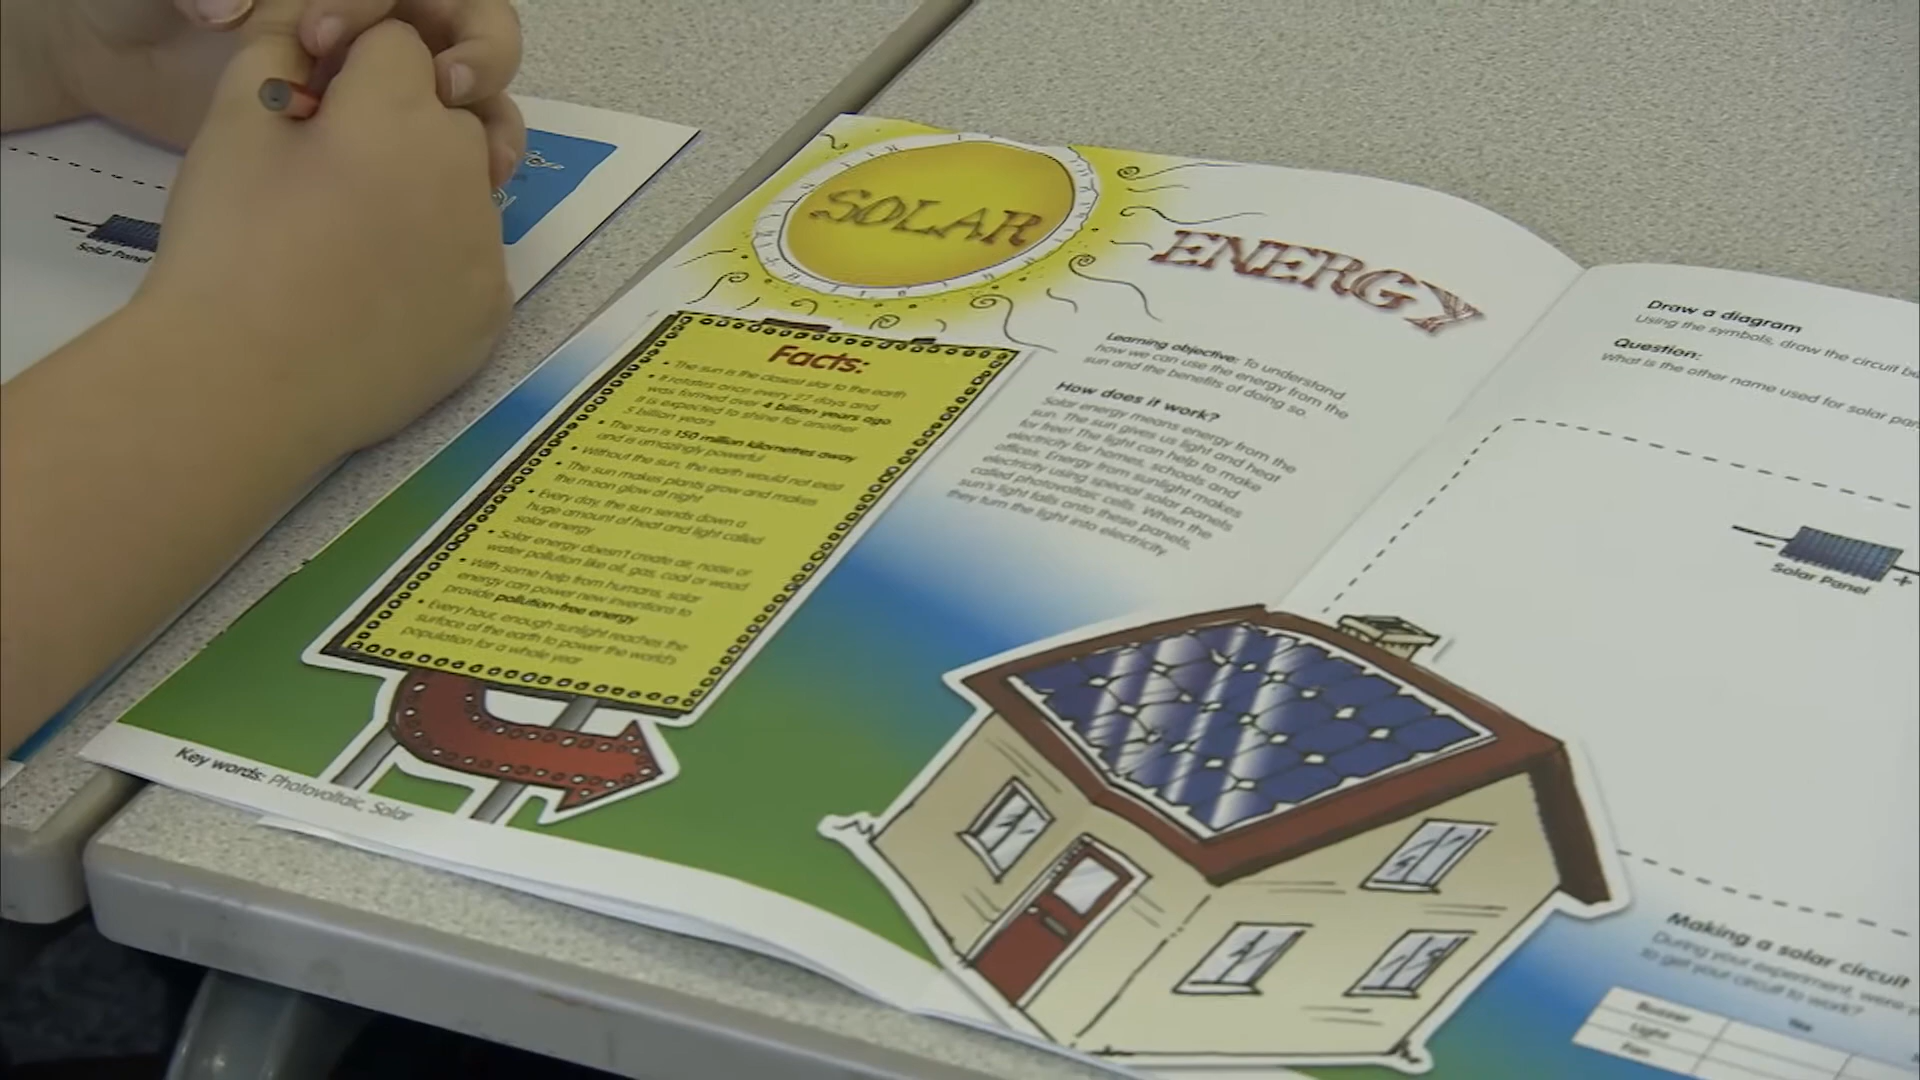 SOLAR
ENERGY
Facts:
• The sun is the closest star to the earth
• It rotates once every 27 days and
was formed over 4 billion years ago.
It is expected to shine for another
5 billion years
• The sun is 150 million kilometres away
and is amazingly powerful
• Without the sun, the earth would not exist
• The sun makes plants grow and makes
the moon glow at night
• Every day, the sun sends down a
huge amount of heat and light called
solar energy
• Solar energy doesn't create air, noise or
water pollution like oil, gas, coal or wood
• With some help from humans, solar
energy can power new inventions to
provide pollution-free energy
• Every hour, enough sunlight reaches the
surface of the earth to power the world's
population for a whole year
Key words: Photovoltaic, Solar
Learning objective: To understand
how we can use the energy from the
sun and the benefits of doing so.
How does it work?
Solar energy means energy from the
sun. The sun gives us light and heat
for free! The light can help to make
electricity for homes, schools and
offices. Energy from sunlight makes
electricity using special solar panels
called photovoltaic cells. When the
sun's light falls onto these panels,
they turn the light into electricity.
Draw a diagram
Using the symbols, draw the circuit
Question:
What is the other name used for solar
Solar Panel
+
Making a solar circuit
During your experiment, were
to get your circuit to work?
Yes
Buzzer
Light
Fan
Solar Panel